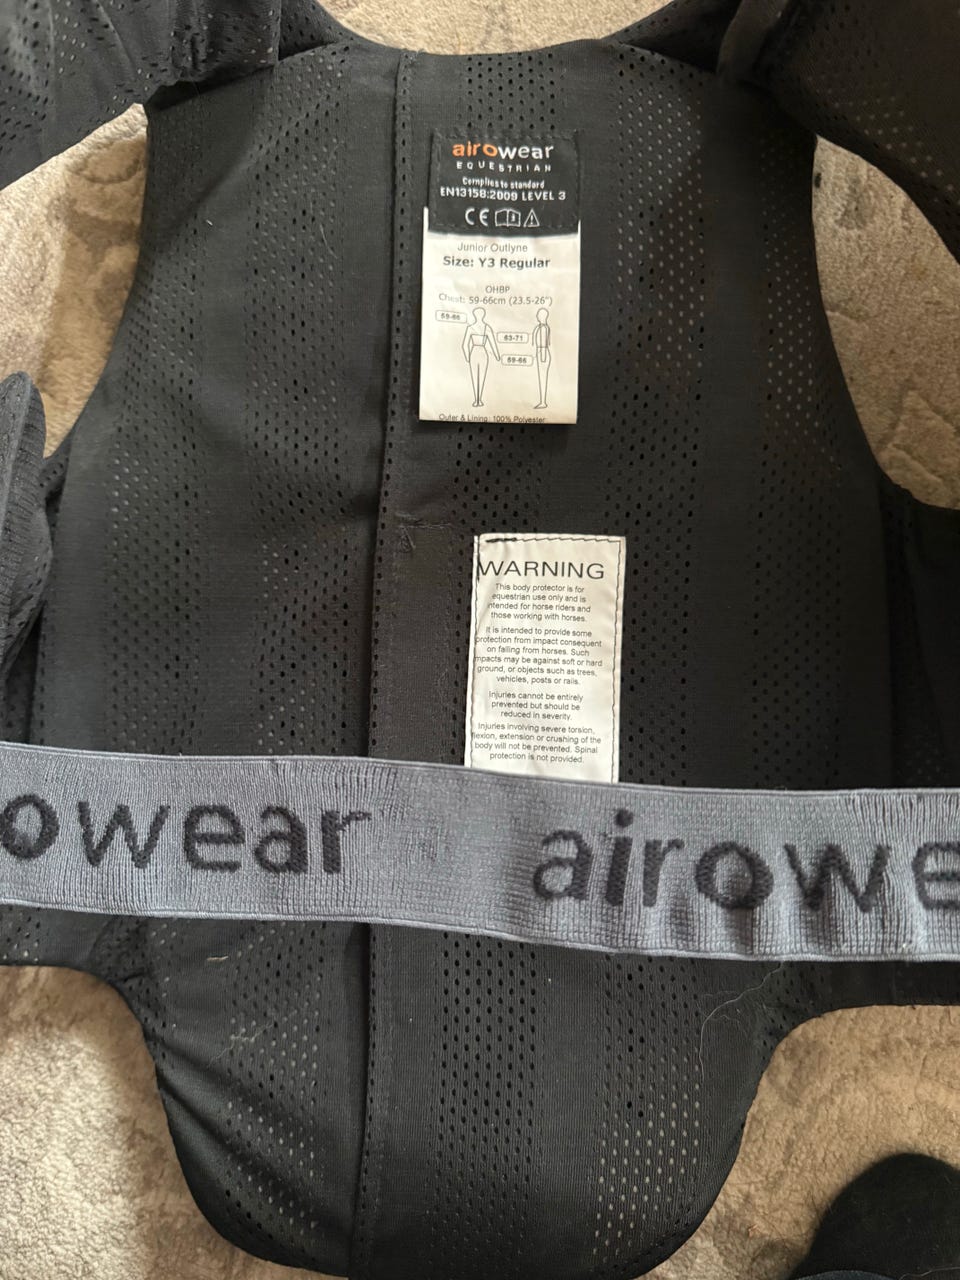 airowear
EQUESTRIAN
Complies to standard
EN13158:2009 LEVEL 3
CE
Junior Outlyne
Size: Y3 Regular
OHBP
Chest: 59-66cm (23.5-26")
59-66
63-71
59-66
Outer & Lining: 100% Polyester
WARNING
This body protector is for
equestrian use only and is
intended for horse riders and
those working with horses.
It is intended to provide some
protection from impact consequent
on falling from horses. Such
impacts may be against soft or hard
ground, or objects such as trees,
vehicles, posts or rails.
Injuries cannot be entirely
prevented but should be
reduced in severity.
Injuries involving severe torsion,
flexion, extension or crushing of the
body will not be prevented. Spinal
protection is not provided.
owear airowe